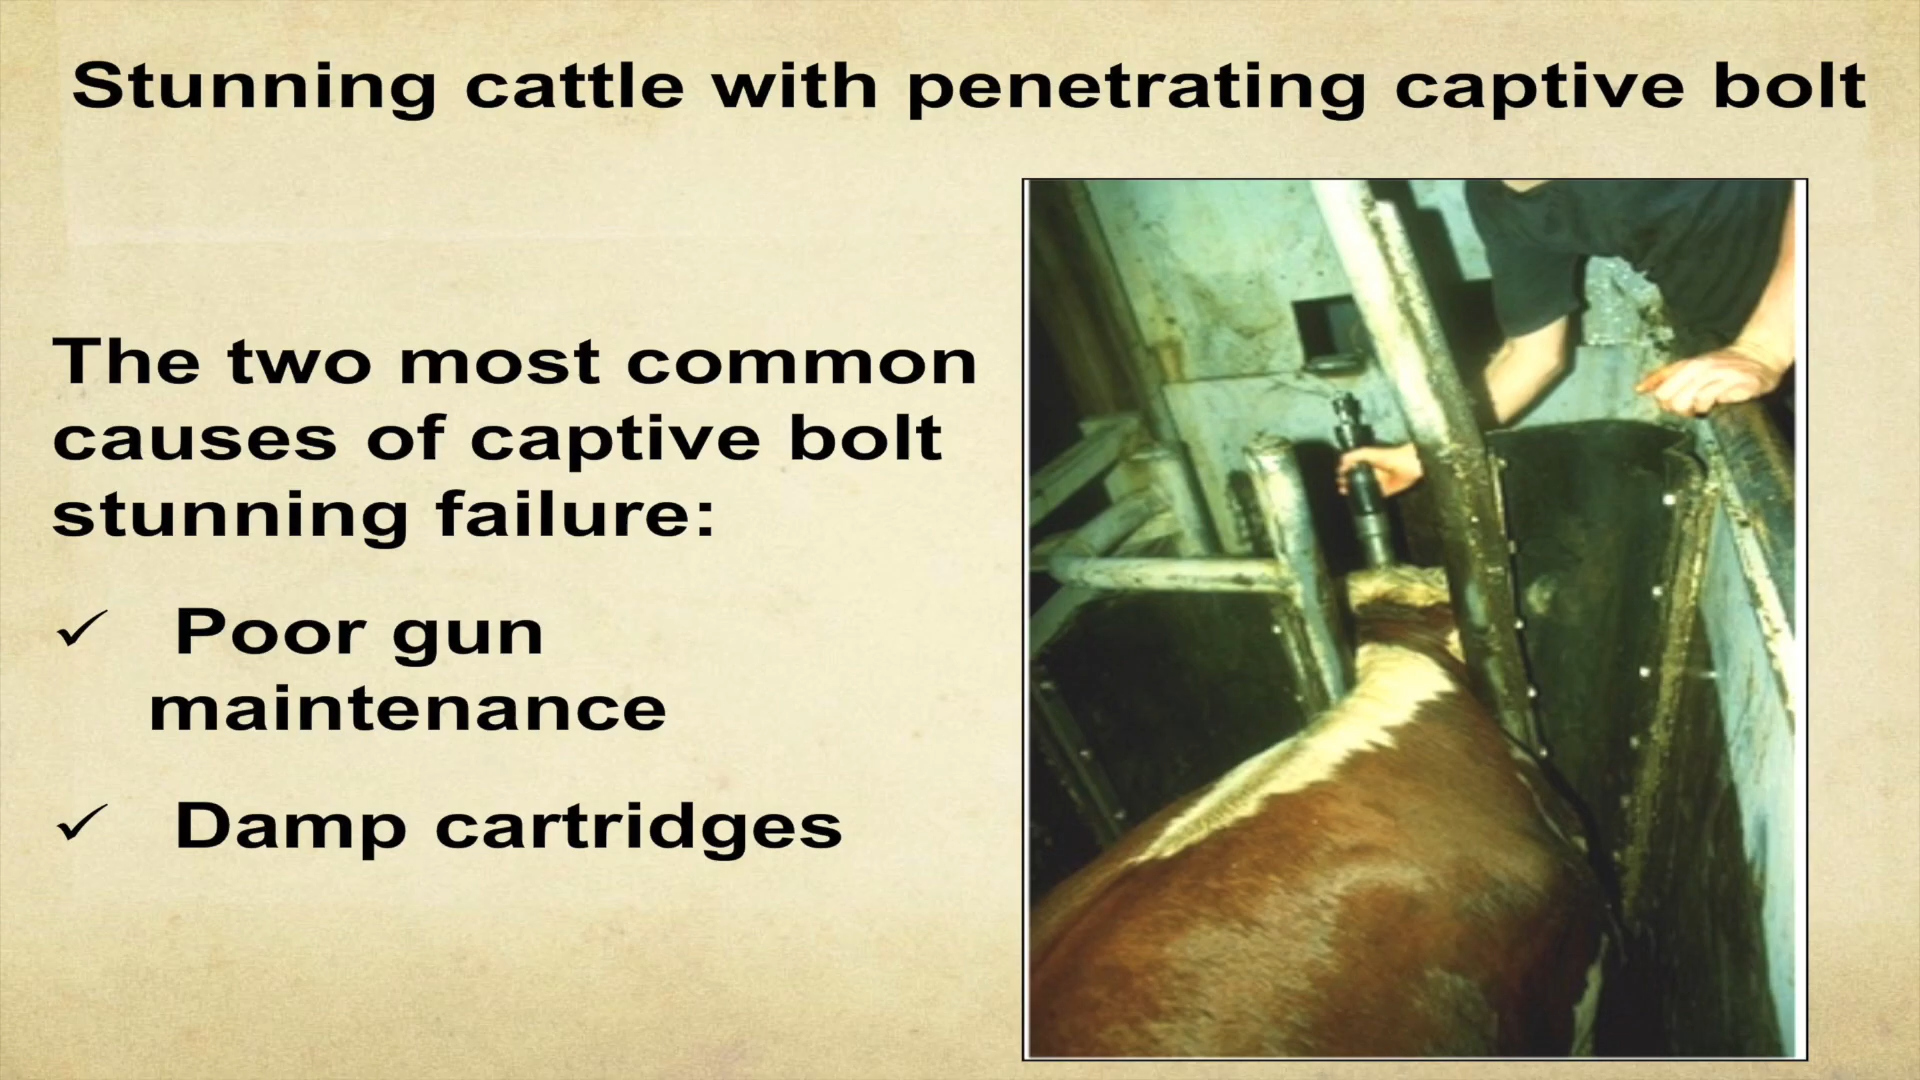 Stunning cattle with penetrating captive bolt
The two most common
causes of captive bolt
stunning failure:
✓ Poor gun
maintenance
✓ Damp cartridges